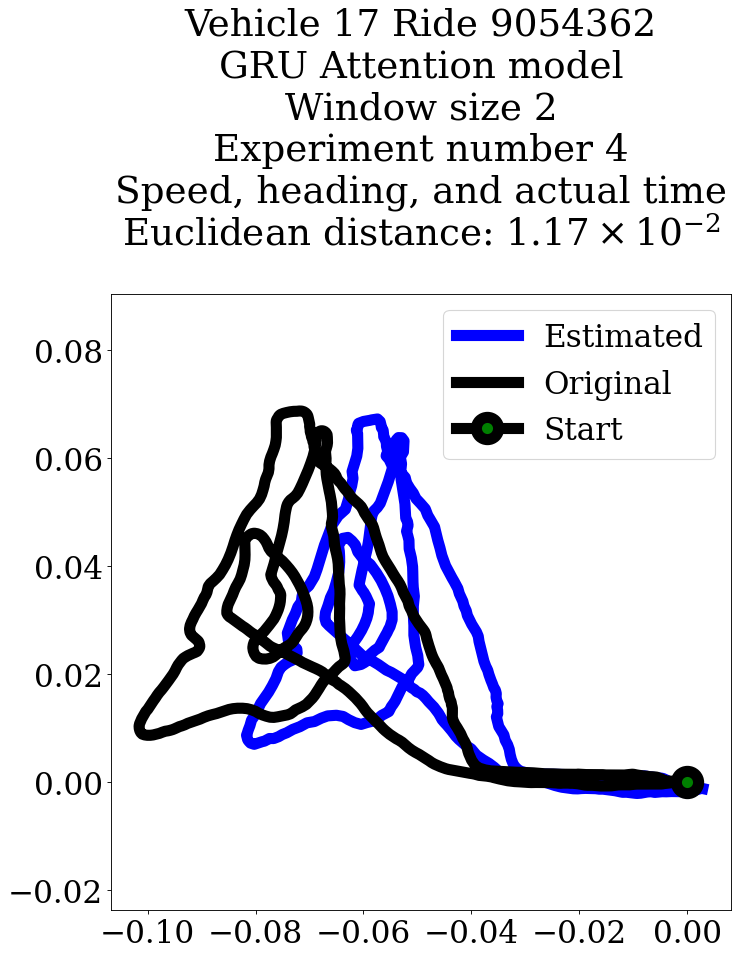 Vehicle 17 Ride 9054362
GRU Attention model
Window size 2
Experiment number 4
Speed, heading, and actual time
Euclidean distance: 1.17 × 10⁻²
Estimated
Original
Start
0.08
0.06
0.04
0.02
0.00
−0.02
−0.10 −0.08 −0.06 −0.04 −0.02 0.00